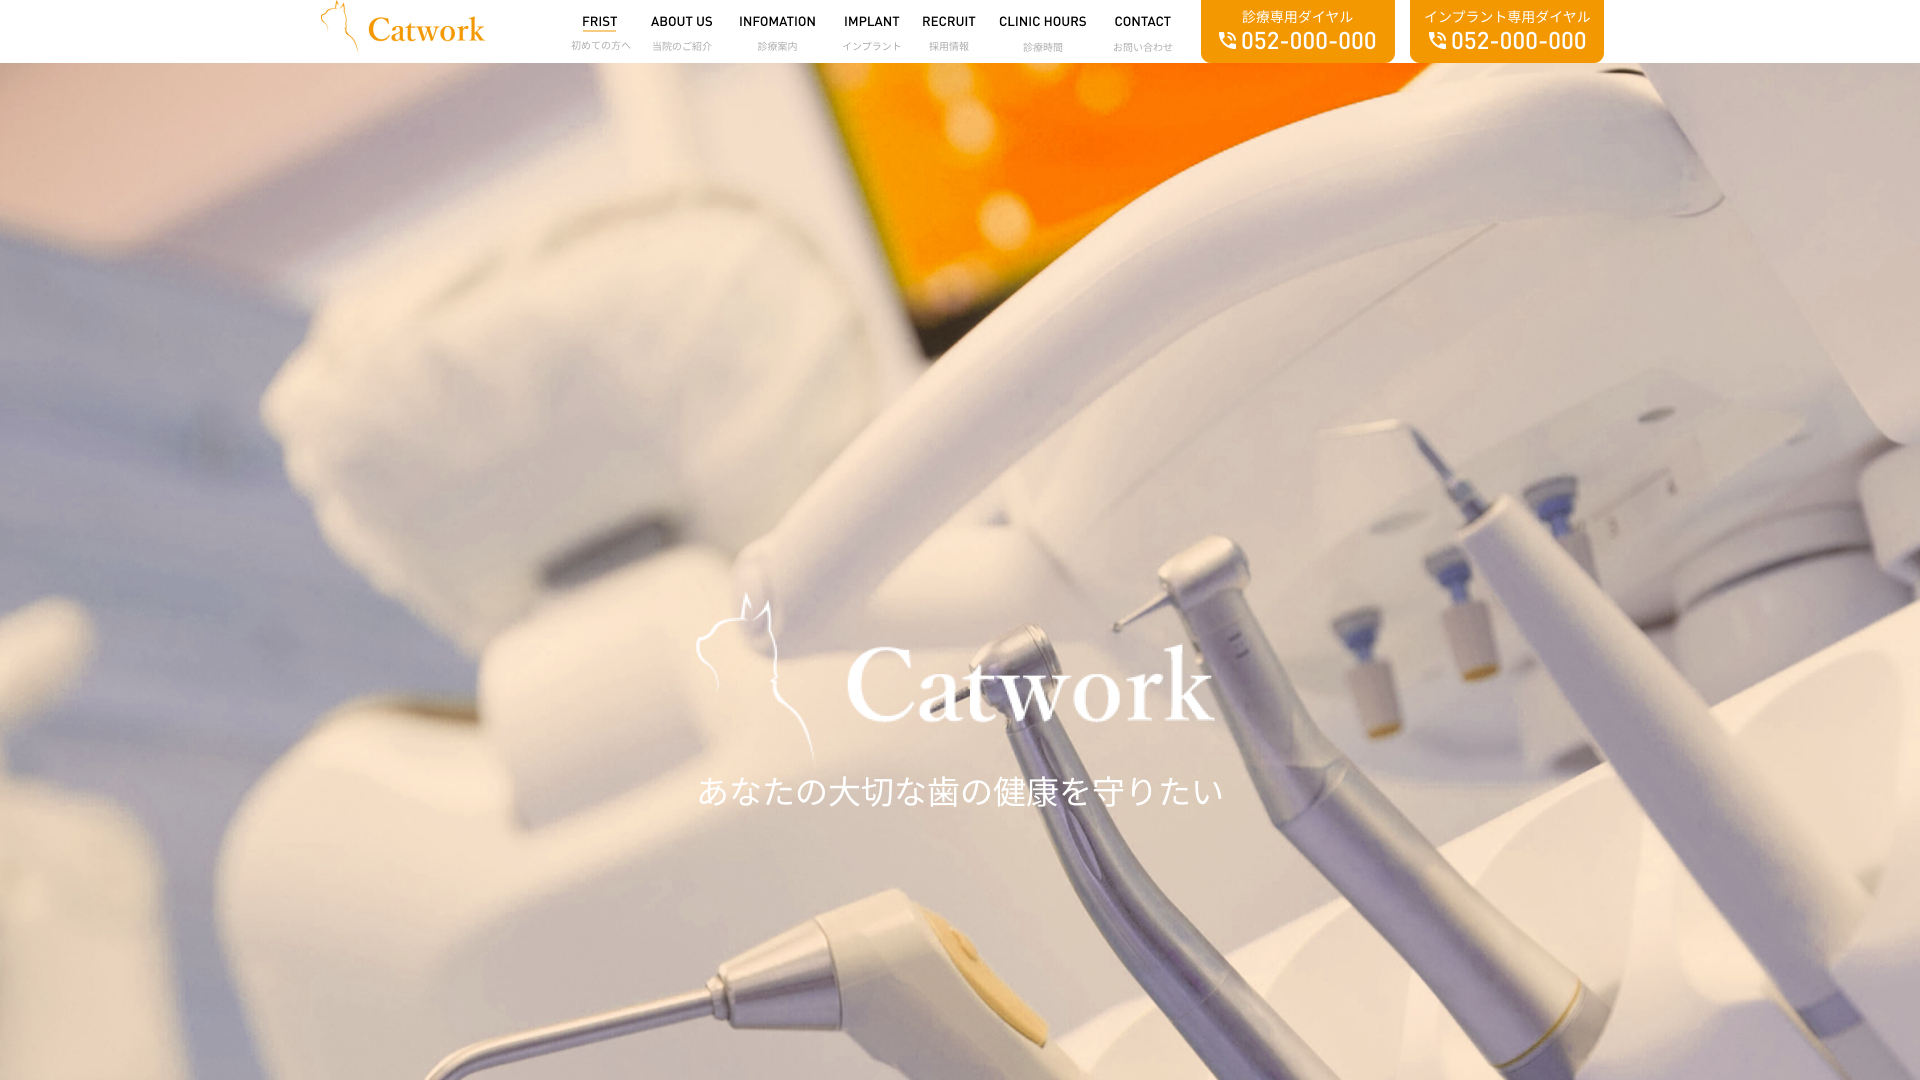 Catwork
FRIST
初めての方へ
ABOUT US
当院のご紹介
INFOMATION
診療案内
IMPLANT
インプラント
RECRUIT
採用情報
CLINIC HOURS
診療時間
CONTACT
お問い合わせ
診療専用ダイヤル
052-000-000
インプラント専用ダイヤル
052-000-000
Catwork
あなたの大切な歯の健康を守りたい